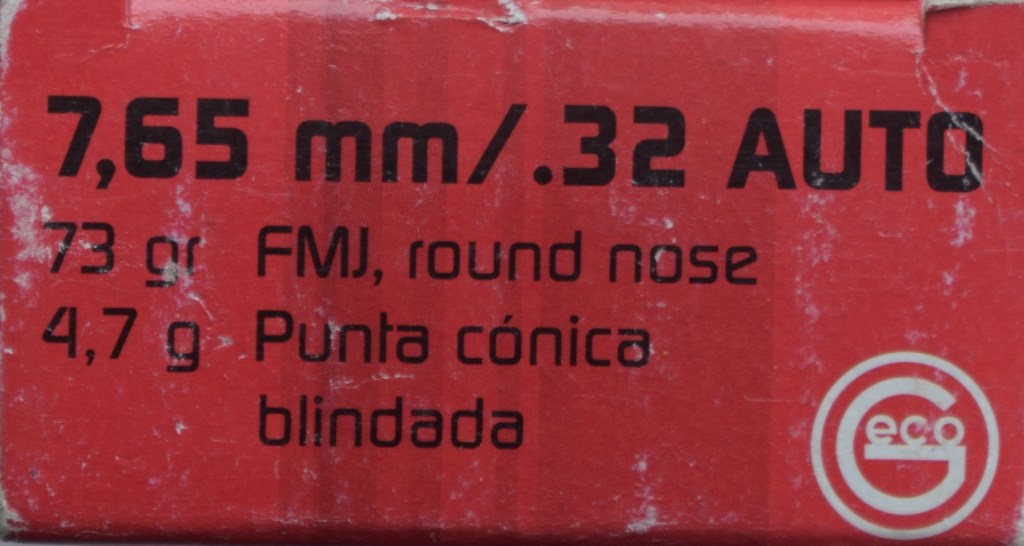 7,65 mm/.32 AUTO
73 gr FMJ, round nose
4,7 g Punta cónica
blindada
Geco